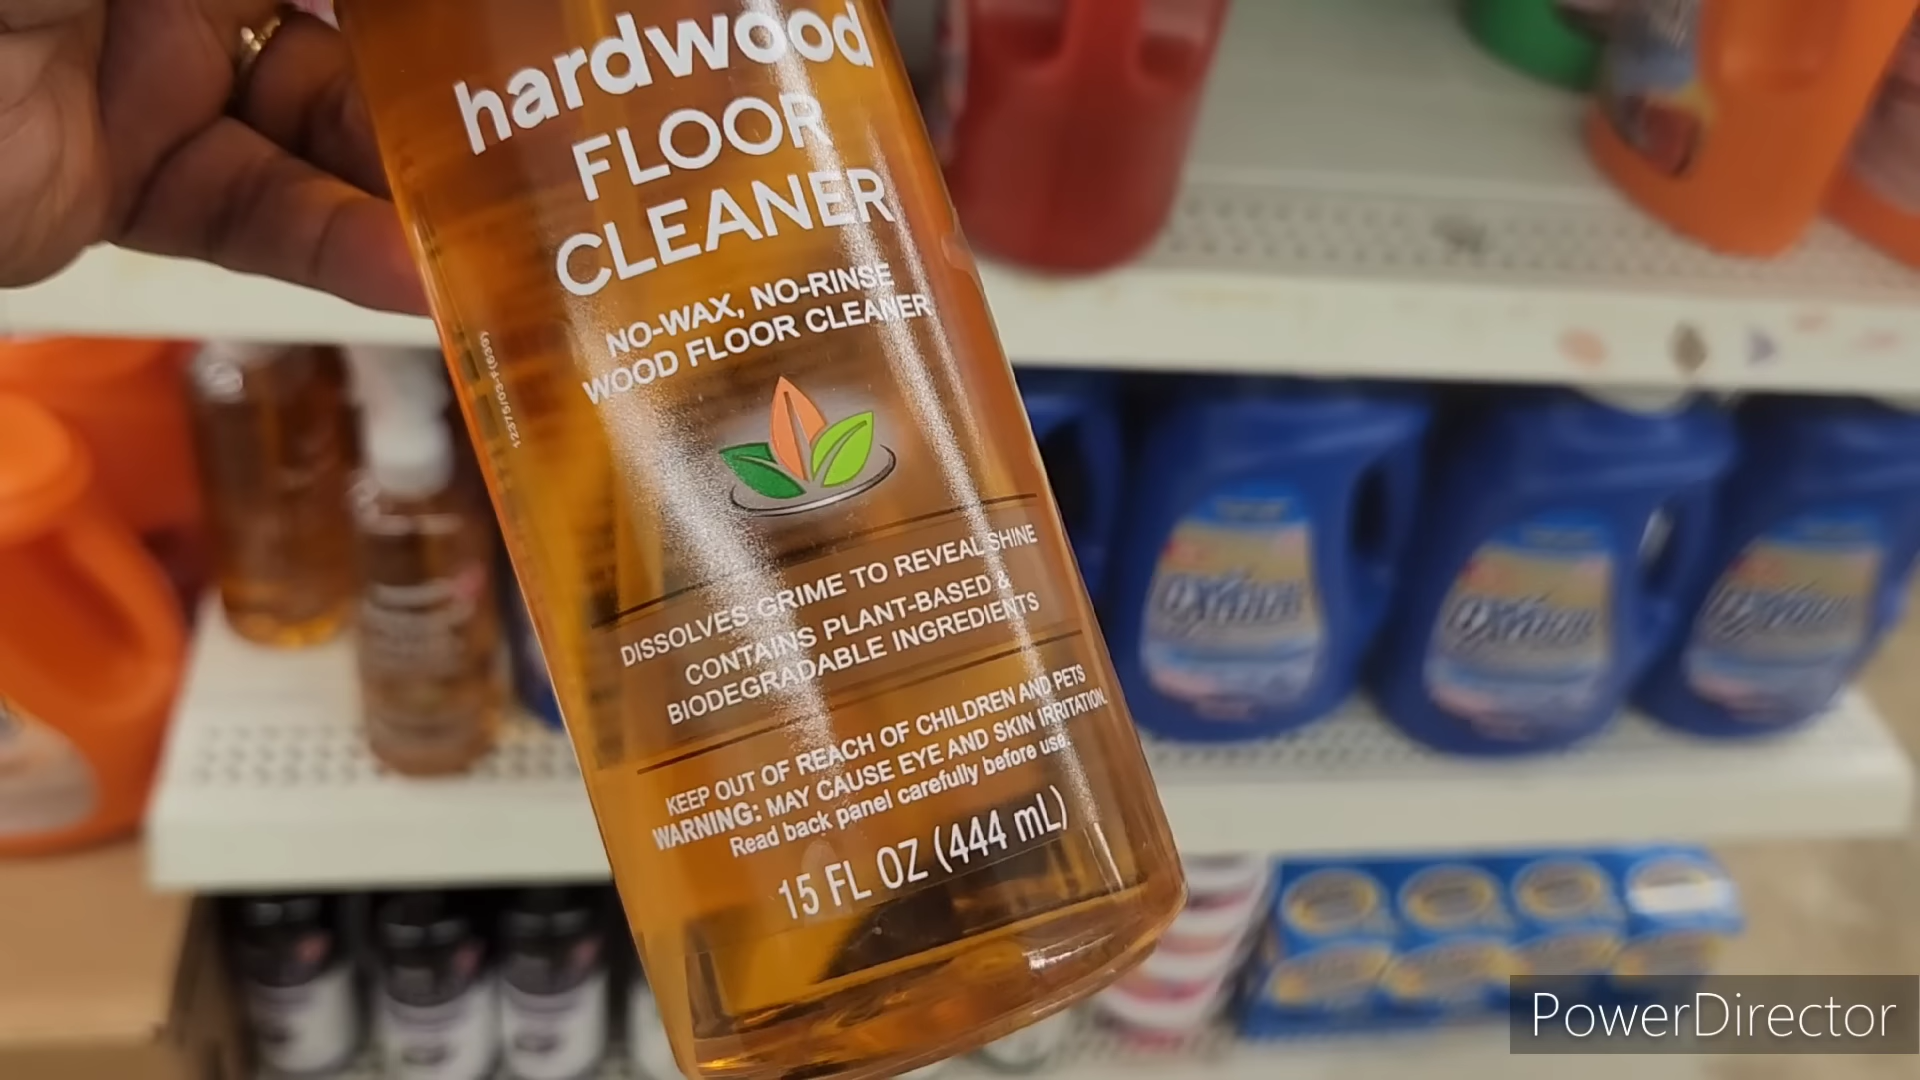 hardwood
FLOOR
CLEANER
NO-WAX, NO-RINSE
WOOD FLOOR CLEANER
DISSOLVES GRIME TO REVEAL SHINE
CONTAINS PLANT-BASED &
BIODEGRADABLE INGREDIENTS
KEEP OUT OF REACH OF CHILDREN AND PETS
WARNING: MAY CAUSE EYE AND SKIN IRRITATION.
Read back panel carefully before use.
15 FL OZ (444 mL)
PowerDirector